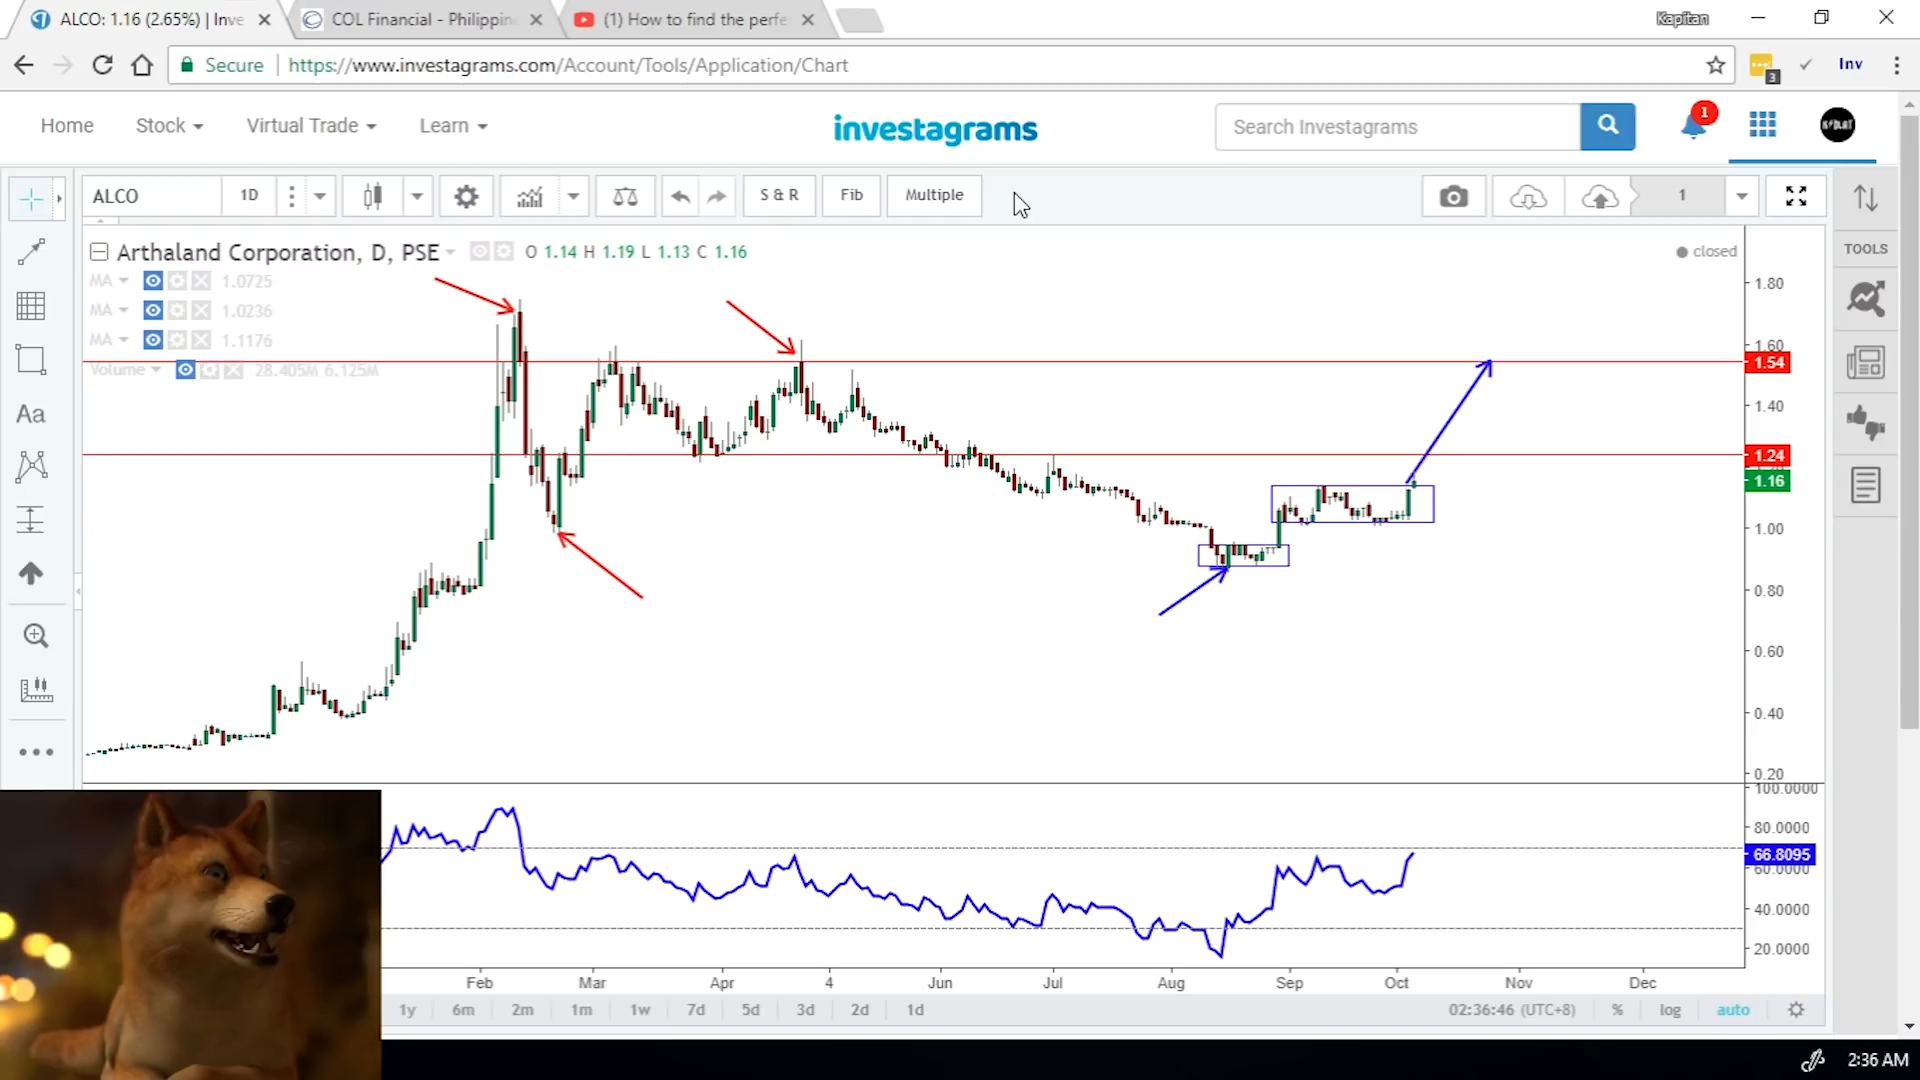 ALCO: 1.16 (2.65%) | Inve
COL Financial - Philippin
(1) How to find the perfe
Kapitan
Secure
https://www.investagrams.com/Account/Tools/Application/Chart
3
Inv
Home
Stock
Virtual Trade
Learn
investagrams
Search Investagrams
1
ALCO
1D
S & R
Fib
Multiple
1
TOOLS
Arthaland Corporation, D, PSE
O 1.14 H 1.19 L 1.13 C 1.16
closed
MA 1.0725
MA 1.0236
MA 1.1176
Volume 28.405M 6.125M
1.80
1.60
1.54
1.40
1.24
1.16
1.00
0.80
0.60
0.40
0.20
100.0000
80.0000
66.8095
60.0000
40.0000
20.0000
Feb Mar Apr 4 Jun Jul Aug Sep Oct Nov Dec
1y 6m 2m 1m 1w 7d 5d 3d 2d 1d
02:36:46 (UTC+8) % log auto
2:36 AM